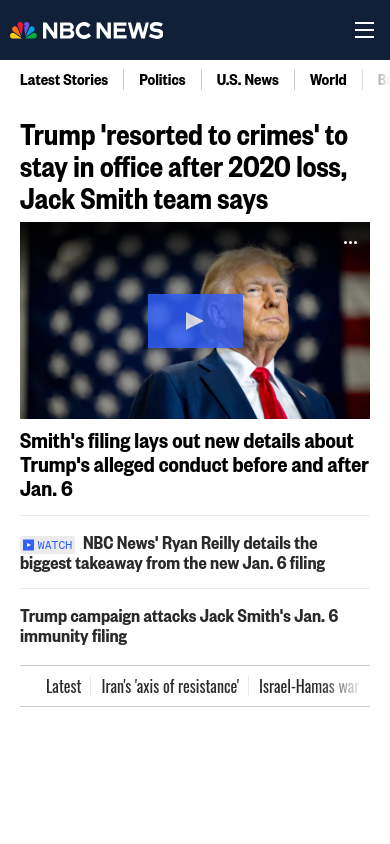 NBC NEWS
Latest Stories Politics U.S. News World
Trump 'resorted to crimes' to
stay in office after 2020 loss,
Jack Smith team says
Smith's filing lays out new details about
Trump's alleged conduct before and after
Jan. 6
WATCH NBC News' Ryan Reilly details the
biggest takeaway from the new Jan. 6 filing
Trump campaign attacks Jack Smith's Jan. 6
immunity filing
Latest Iran's 'axis of resistance' Israel-Hamas war